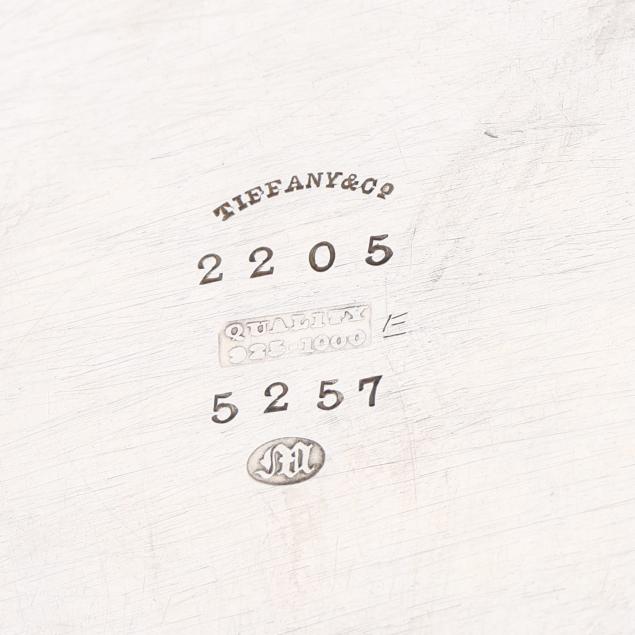 TIFFANY & Co
2205
QUALITY E
925-1000
5257
M